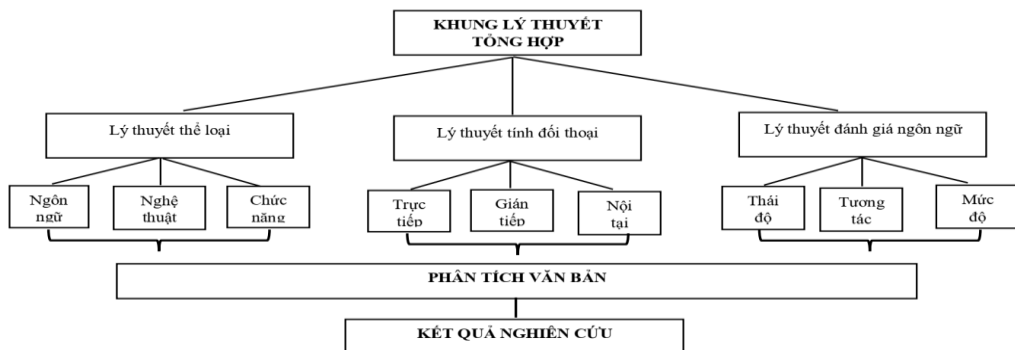 KHUNG LÝ THUYẾT
TỔNG HỢP
Lý thuyết thể loại
Lý thuyết tính đối thoại
Lý thuyết đánh giá ngôn ngữ
Ngôn
ngữ
Nghệ
thuật
Chức
năng
Trực
tiếp
Gián
tiếp
Nội
tại
Thái
độ
Tương
tác
Mức
độ
PHÂN TÍCH VĂN BẢN
KẾT QUẢ NGHIÊN CỨU